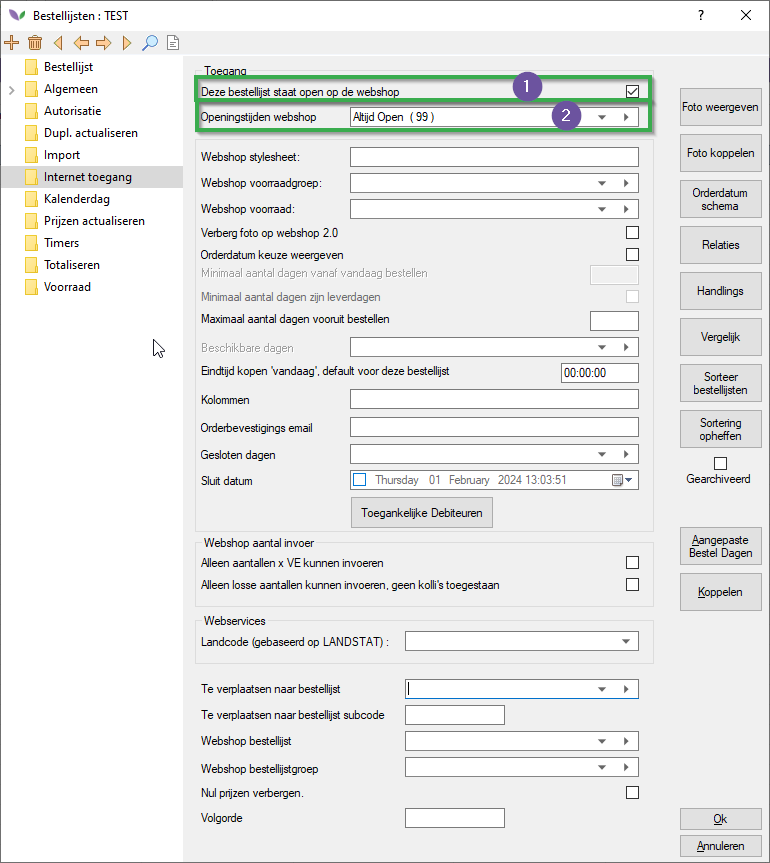 Bestellijsten : TEST
?
Bestellijst
Algemeen
Autorisatie
Dupl. actualiseren
Import
Internet toegang
Kalenderdag
Prijzen actualiseren
Timers
Totaliseren
Voorraad
Toegang
Deze bestellijst staat open op de webshop
1
Openingstijden webshop
Altijd Open ( 99 )
2
Webshop stylesheet:
Webshop voorraadgroep:
Webshop voorraad:
Verberg foto op webshop 2.0
Orderdatum keuze weergeven
Minimaal aantal dagen vanaf vandaag bestellen
Minimaal aantal dagen zijn leverdagen
Maximaal aantal dagen vooruit bestellen
Beschikbare dagen
Eindtijd kopen 'vandaag', default voor deze bestellijst
00:00:00
Kolommen
Orderbevestigings email
Gesloten dagen
Sluit datum
Thursday 01 February 2024 13:03:51
Toegankelijke Debiteuren
Webshop aantal invoer
Alleen aantallen x VE kunnen invoeren
Alleen losse aantallen kunnen invoeren, geen kolli's toegestaan
Webservices
Landcode (gebaseerd op LANDSTAT) :
Te verplaatsen naar bestellijst
Te verplaatsen naar bestellijst subcode
Webshop bestellijst
Webshop bestellijstgroep
Nul prijzen verbergen.
Volgorde
Foto weergeven
Foto koppelen
Orderdatum
schema
Relaties
Handlings
Vergelijk
Sorteer
bestellijsten
Sortering
opheffen
Gearchiveerd
Aangepaste
Bestel Dagen
Koppelen
Ok
Annuleren